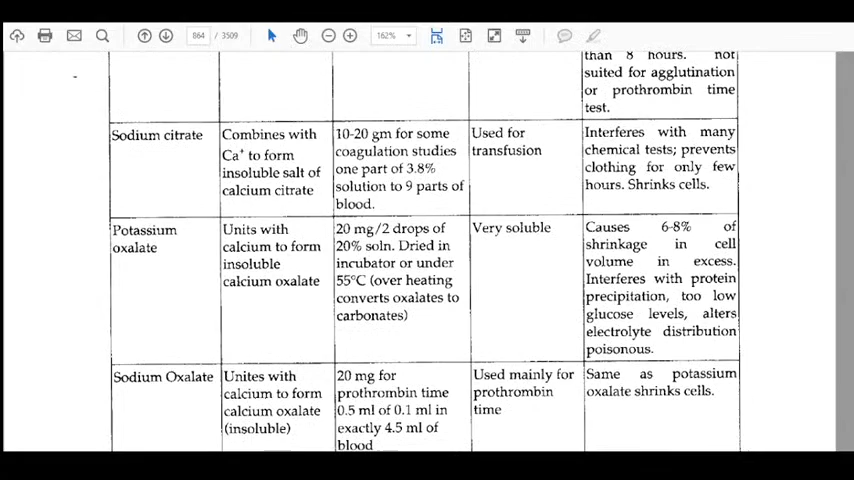 864 / 3509
162%
than 8 hours. not
suited for agglutination
or prothrombin time
test.
Sodium citrate
Combines with
Ca⁺ to form
insoluble salt of
calcium citrate
10-20 gm for some
coagulation studies
one part of 3.8%
solution to 9 parts of
blood.
Used for
transfusion
Interferes with many
chemical tests; prevents
clothing for only few
hours. Shrinks cells.
Potassium
oxalate
Units with
calcium to form
insoluble
calcium oxalate
20 mg/2 drops of
20% soln. Dried in
incubator or under
55°C (over heating
converts oxalates to
carbonates)
Very soluble
Causes 6-8% of
shrinkage in cell
volume in excess.
Interferes with protein
precipitation, too low
glucose levels, alters
electrolyte distribution
poisonous.
Sodium Oxalate
Unites with
calcium to form
calcium oxalate
(insoluble)
20 mg for
prothrombin time
0.5 ml of 0.1 ml in
exactly 4.5 ml of
blood
Used mainly for
prothrombin
time
Same as potassium
oxalate shrinks cells.